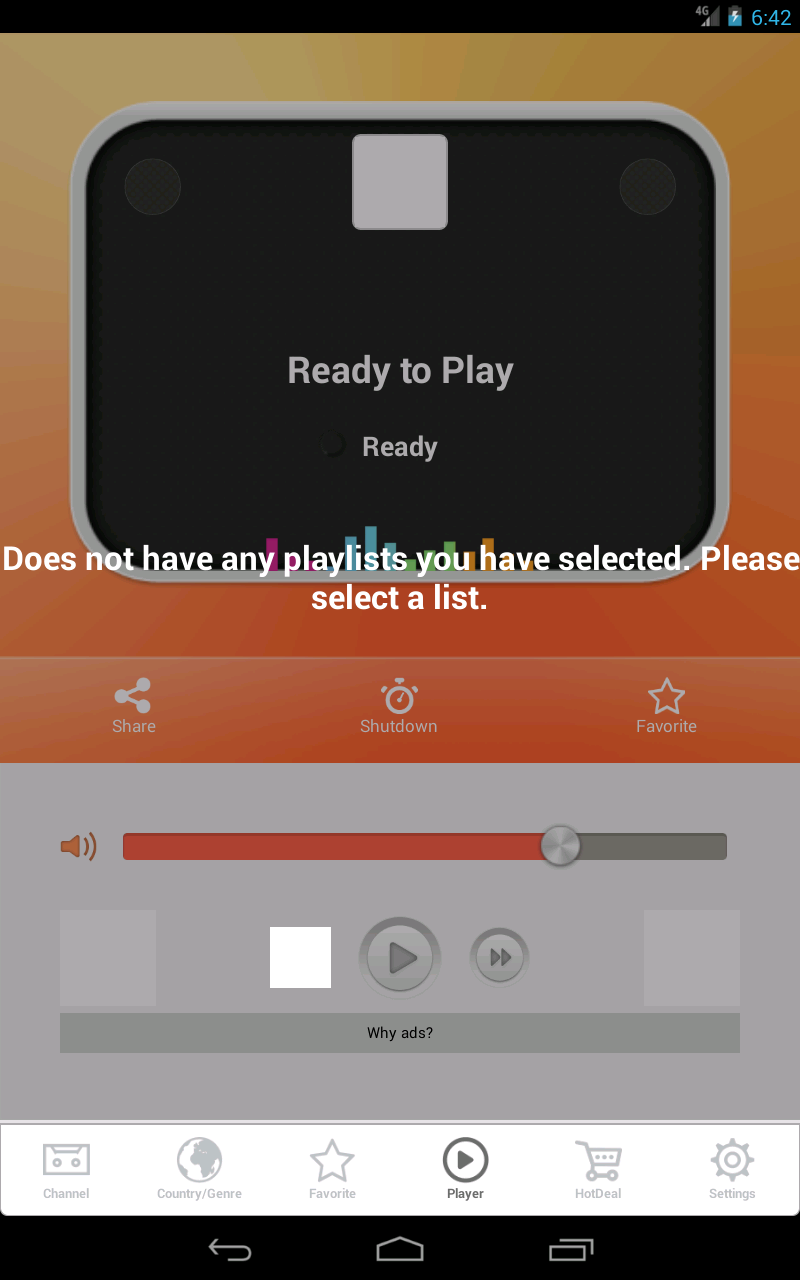 4G 6:42
Ready to Play
Ready
Does not have any playlists you have selected. Please
select a list.
Share Shutdown Favorite
Why ads?
Channel Country/Genre Favorite Player HotDeal Settings